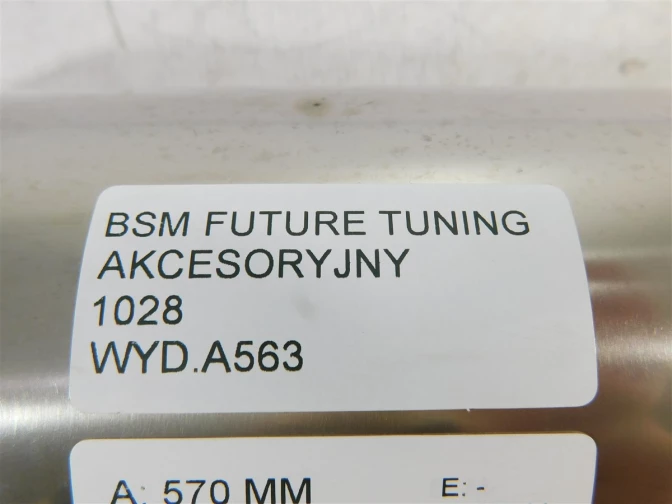 BSM FUTURE TUNING
AKCESORYJNY
1028
WYD.A563
A: 570 MM E: -